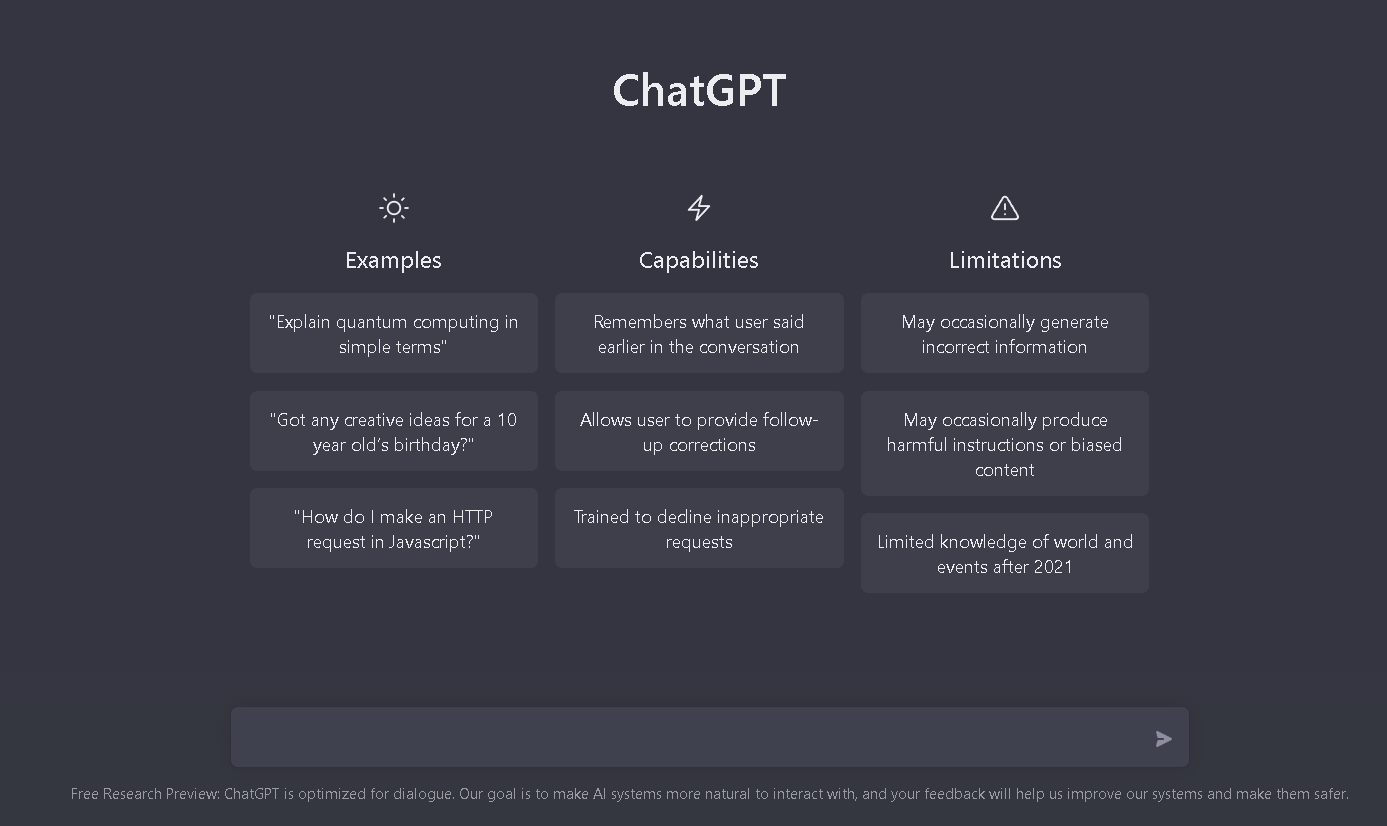 ChatGPT
Examples
"Explain quantum computing in
simple terms"
"Got any creative ideas for a 10
year old’s birthday?"
"How do I make an HTTP
request in Javascript?"
Capabilities
Remembers what user said
earlier in the conversation
Allows user to provide follow-
up corrections
Trained to decline inappropriate
requests
Limitations
May occasionally generate
incorrect information
May occasionally produce
harmful instructions or biased
content
Limited knowledge of world and
events after 2021
Free Research Preview: ChatGPT is optimized for dialogue. Our goal is to make AI systems more natural to interact with, and your feedback will help us improve our systems and make them safer.